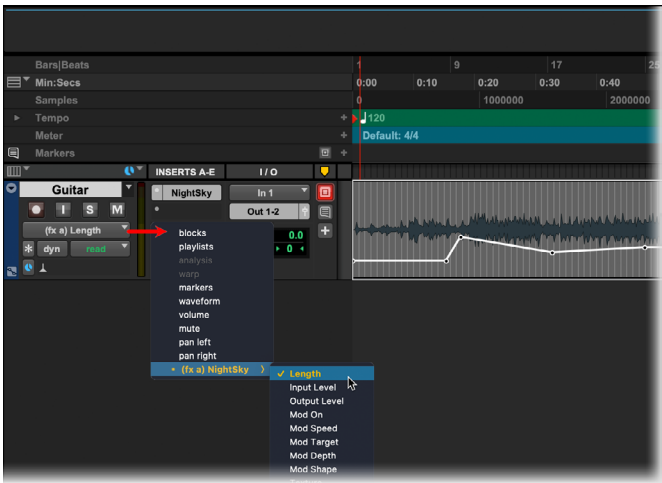 Bars|Beats 1 9 17 25
Min:Secs 0:00 0:10 0:20 0:30 0:40
Samples 0 1000000 2000000
Tempo + 120
Meter + Default: 4/4
Markers +
INSERTS A-E I / O
Guitar NightSky In 1
I S M Out 1-2
(fx a) Length
0.0
* dyn read 0
blocks
playlists
analysis
warp
markers
waveform
volume
mute
pan left
pan right
(fx a) NightSky
✓ Length
Input Level
Output Level
Mod On
Mod Speed
Mod Target
Mod Depth
Mod Shape